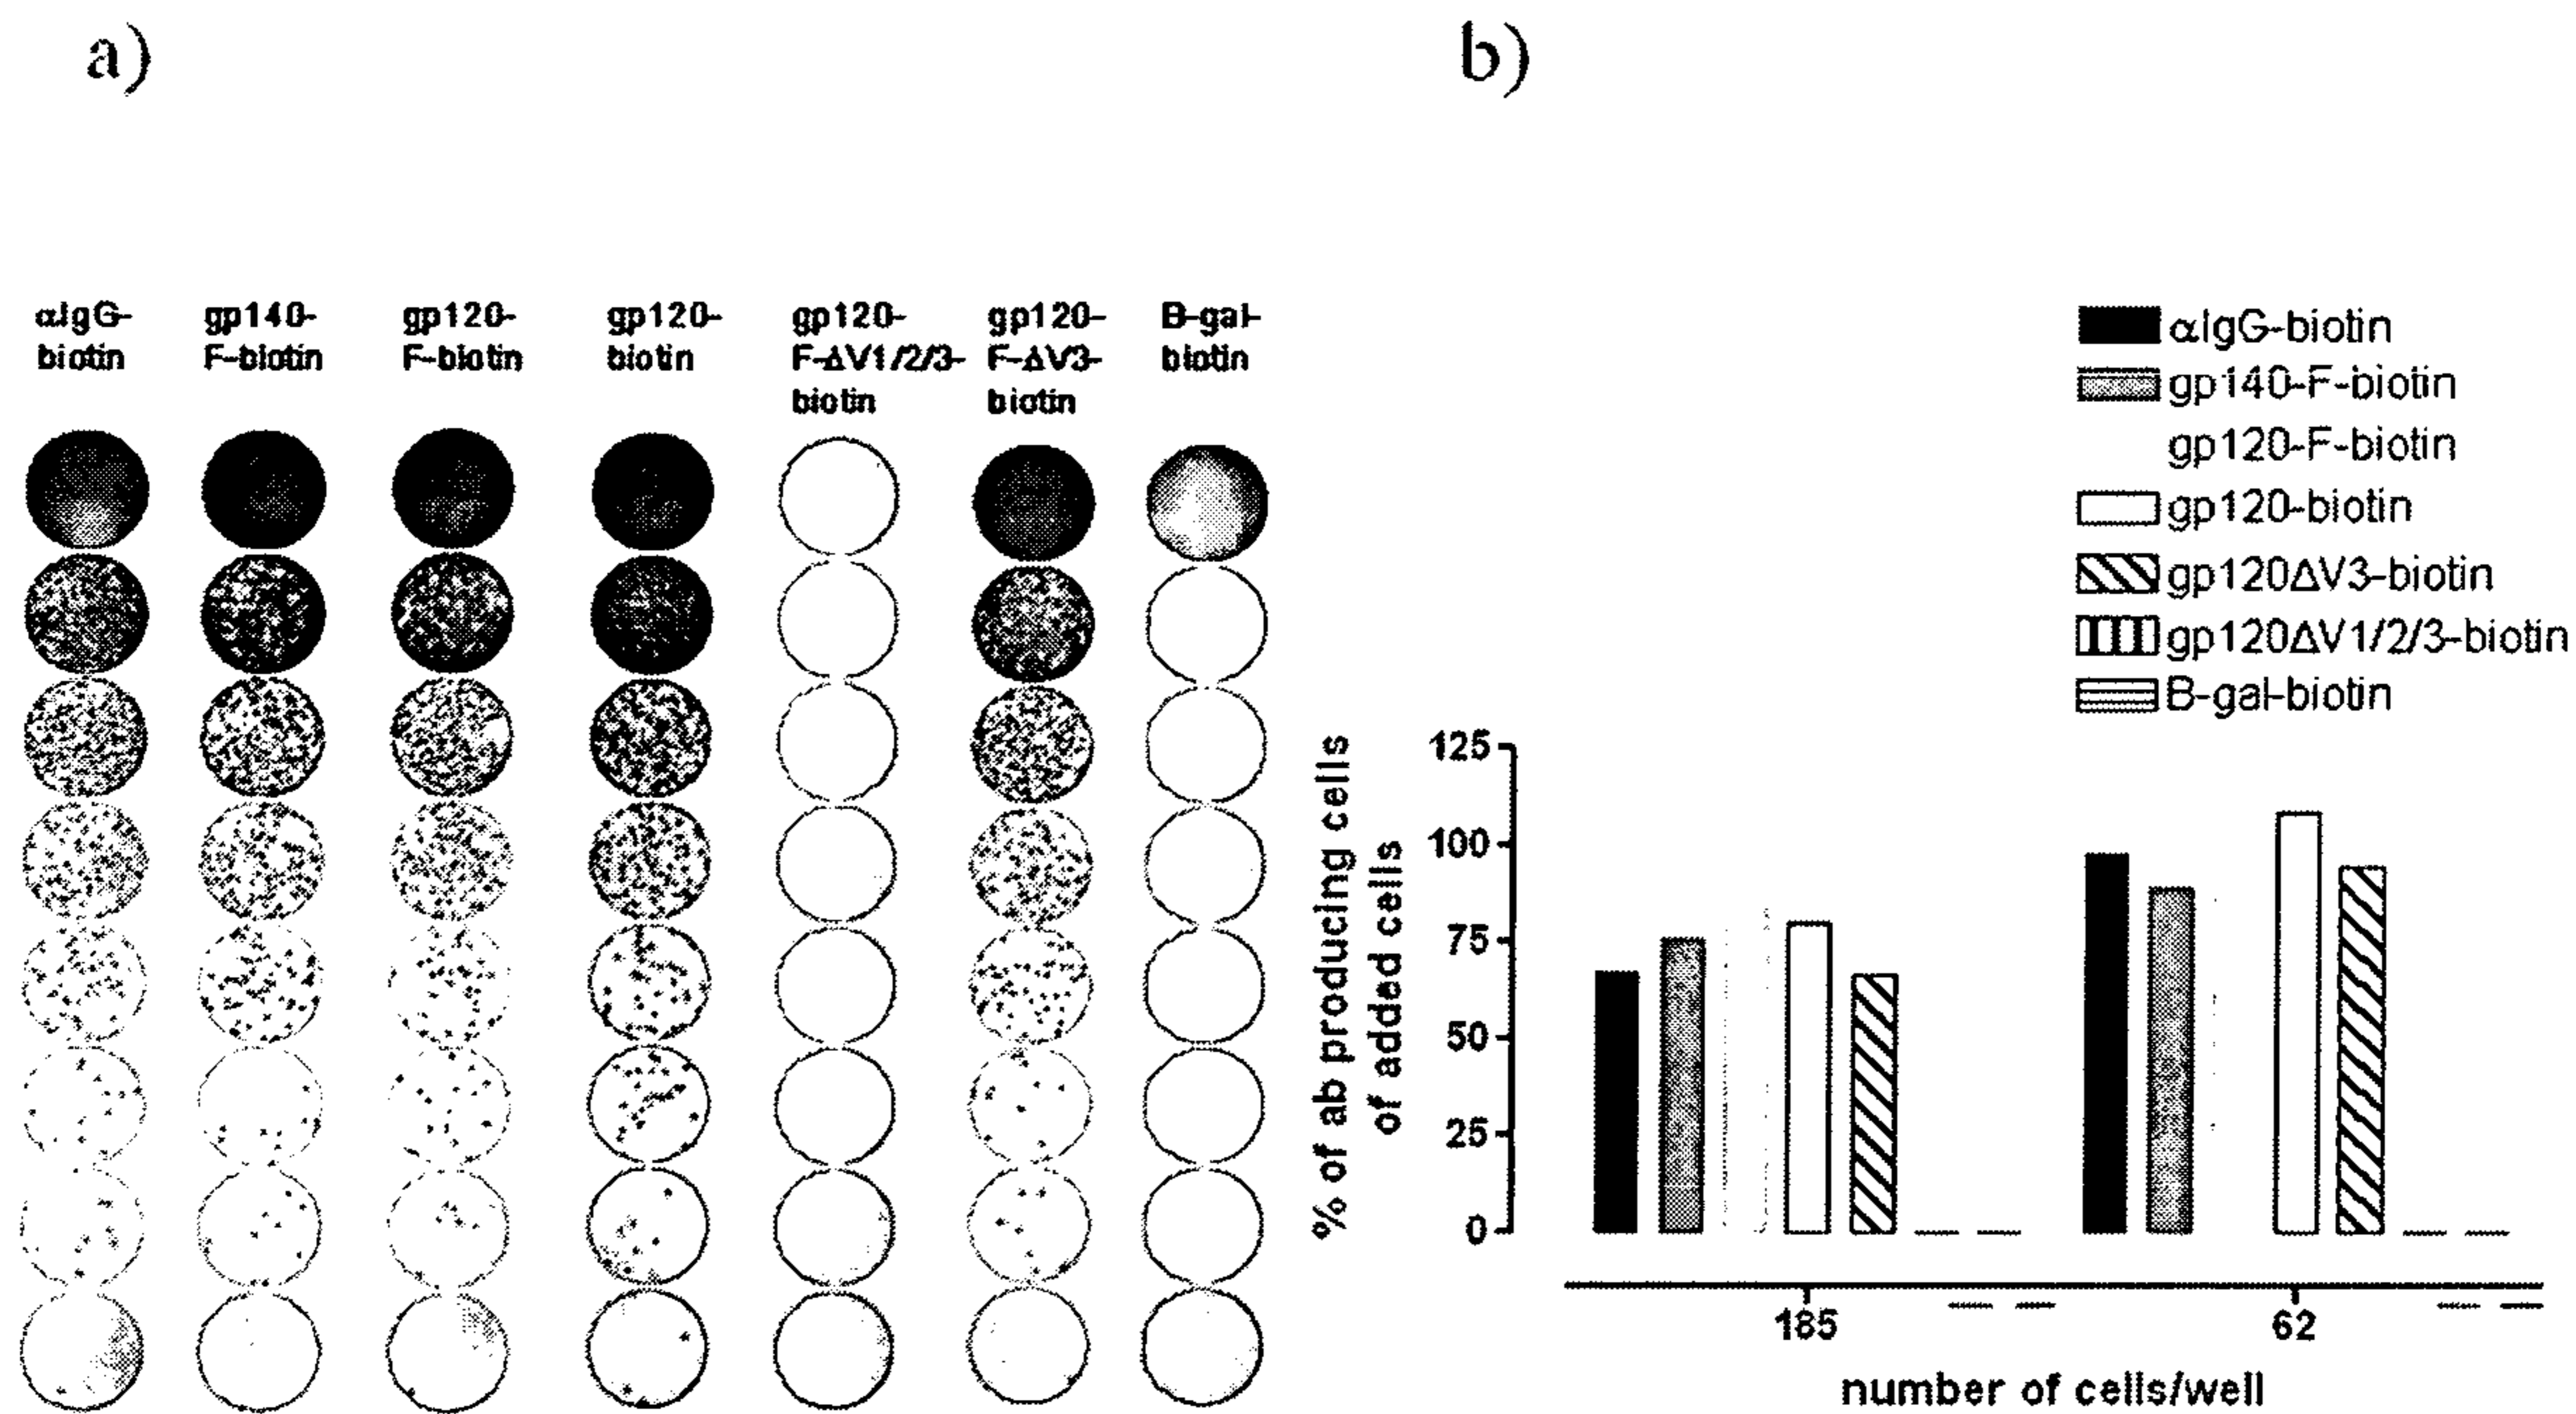 a)
b)
αIgG-
biotin
gp140-
F-biotin
gp120-
F-biotin
gp120-
biotin
gp120-
F-ΔV1/2/3-
biotin
gp120-
F-ΔV3-
biotin
B-gal-
biotin
αIgG-biotin
gp140-F-biotin
gp120-F-biotin
gp120-biotin
gp120ΔV3-biotin
gp120ΔV1/2/3-biotin
B-gal-biotin
% of ab producing cells
of added cells
125
100
75
50
25
0
185
62
number of cells/well